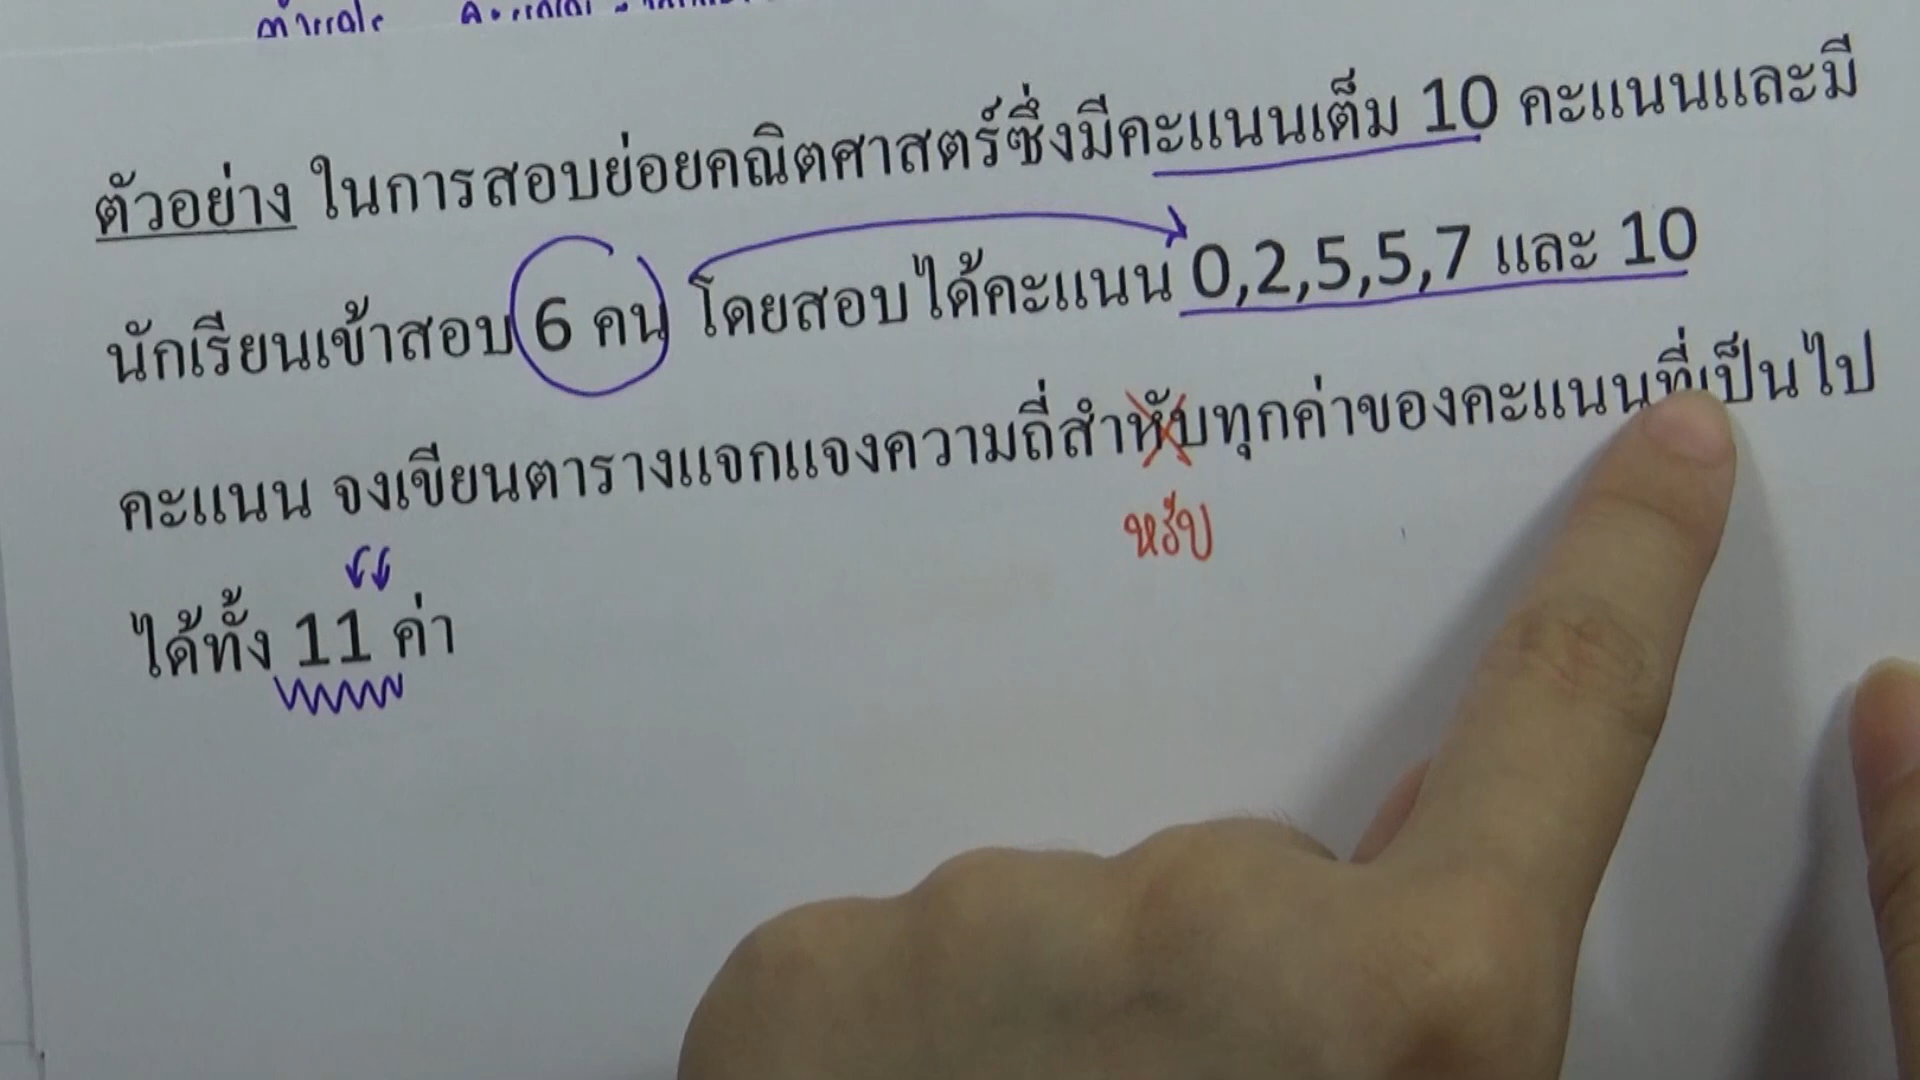 ตัวอย่าง ในการสอบย่อยคณิตศาสตร์ซึ่งมีคะแนนเต็ม 10 คะแนนและมี
นักเรียนเข้าสอบ 6 คน โดยสอบได้คะแนน 0,2,5,5,7 และ 10
คะแนน จงเขียนตารางแจกแจงความถี่สำหับทุกค่าของคะแนนที่เป็นไป
หรับ
ได้ทั้ง 11 ค่า